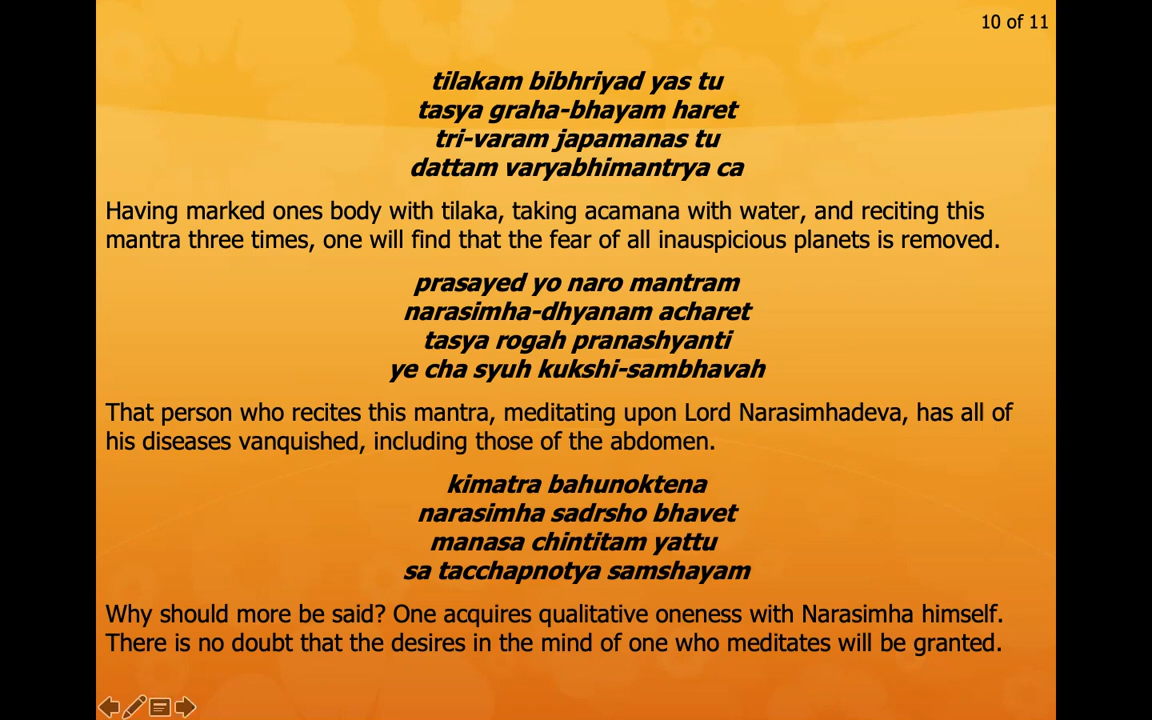 10 of 11
tilakam bibhriyad yas tu
tasya graha-bhayam haret
tri-varam japamanas tu
dattam varyabhimantrya ca
Having marked ones body with tilaka, taking acamana with water, and reciting this
mantra three times, one will find that the fear of all inauspicious planets is removed.
prasayed yo naro mantram
narasimha-dhyanam acharet
tasya rogah pranashyanti
ye cha syuh kukshi-sambhavah
That person who recites this mantra, meditating upon Lord Narasimhadeva, has all of
his diseases vanquished, including those of the abdomen.
kimatra bahunoktena
narasimha sadrsho bhavet
manasa chintitam yattu
sa tacchapnotya samshayam
Why should more be said? One acquires qualitative oneness with Narasimha himself.
There is no doubt that the desires in the mind of one who meditates will be granted.